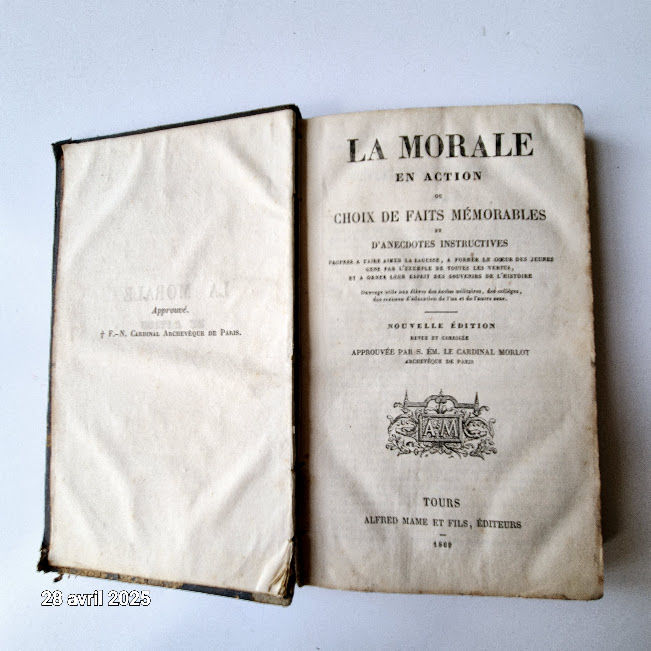 Approuvé.
† F.-N. Cardinal Archevêque de Paris.
LA MORALE
EN ACTION
OU
CHOIX DE FAITS MÉMORABLES
ET
D'ANECDOTES INSTRUCTIVES
PROPRES A FAIRE AIMER LA SAGESSE, A FORMER LE CŒUR DES JEUNES
GENS PAR L'EXEMPLE DE TOUTES LES VERTUS,
ET A ORNER LEUR ESPRIT DES SOUVENIRS DE L'HISTOIRE
Ouvrage utile aux élèves des écoles militaires, des colléges,
des maisons d'éducation de l'un et de l'autre sexe.
NOUVELLE ÉDITION
REVUE ET CORRIGÉE
APPROUVÉE PAR S. ÉM. LE CARDINAL MORLOT
ARCHEVÊQUE DE PARIS
A M
TOURS
ALFRED MAME ET FILS, ÉDITEURS
28 avril 2025